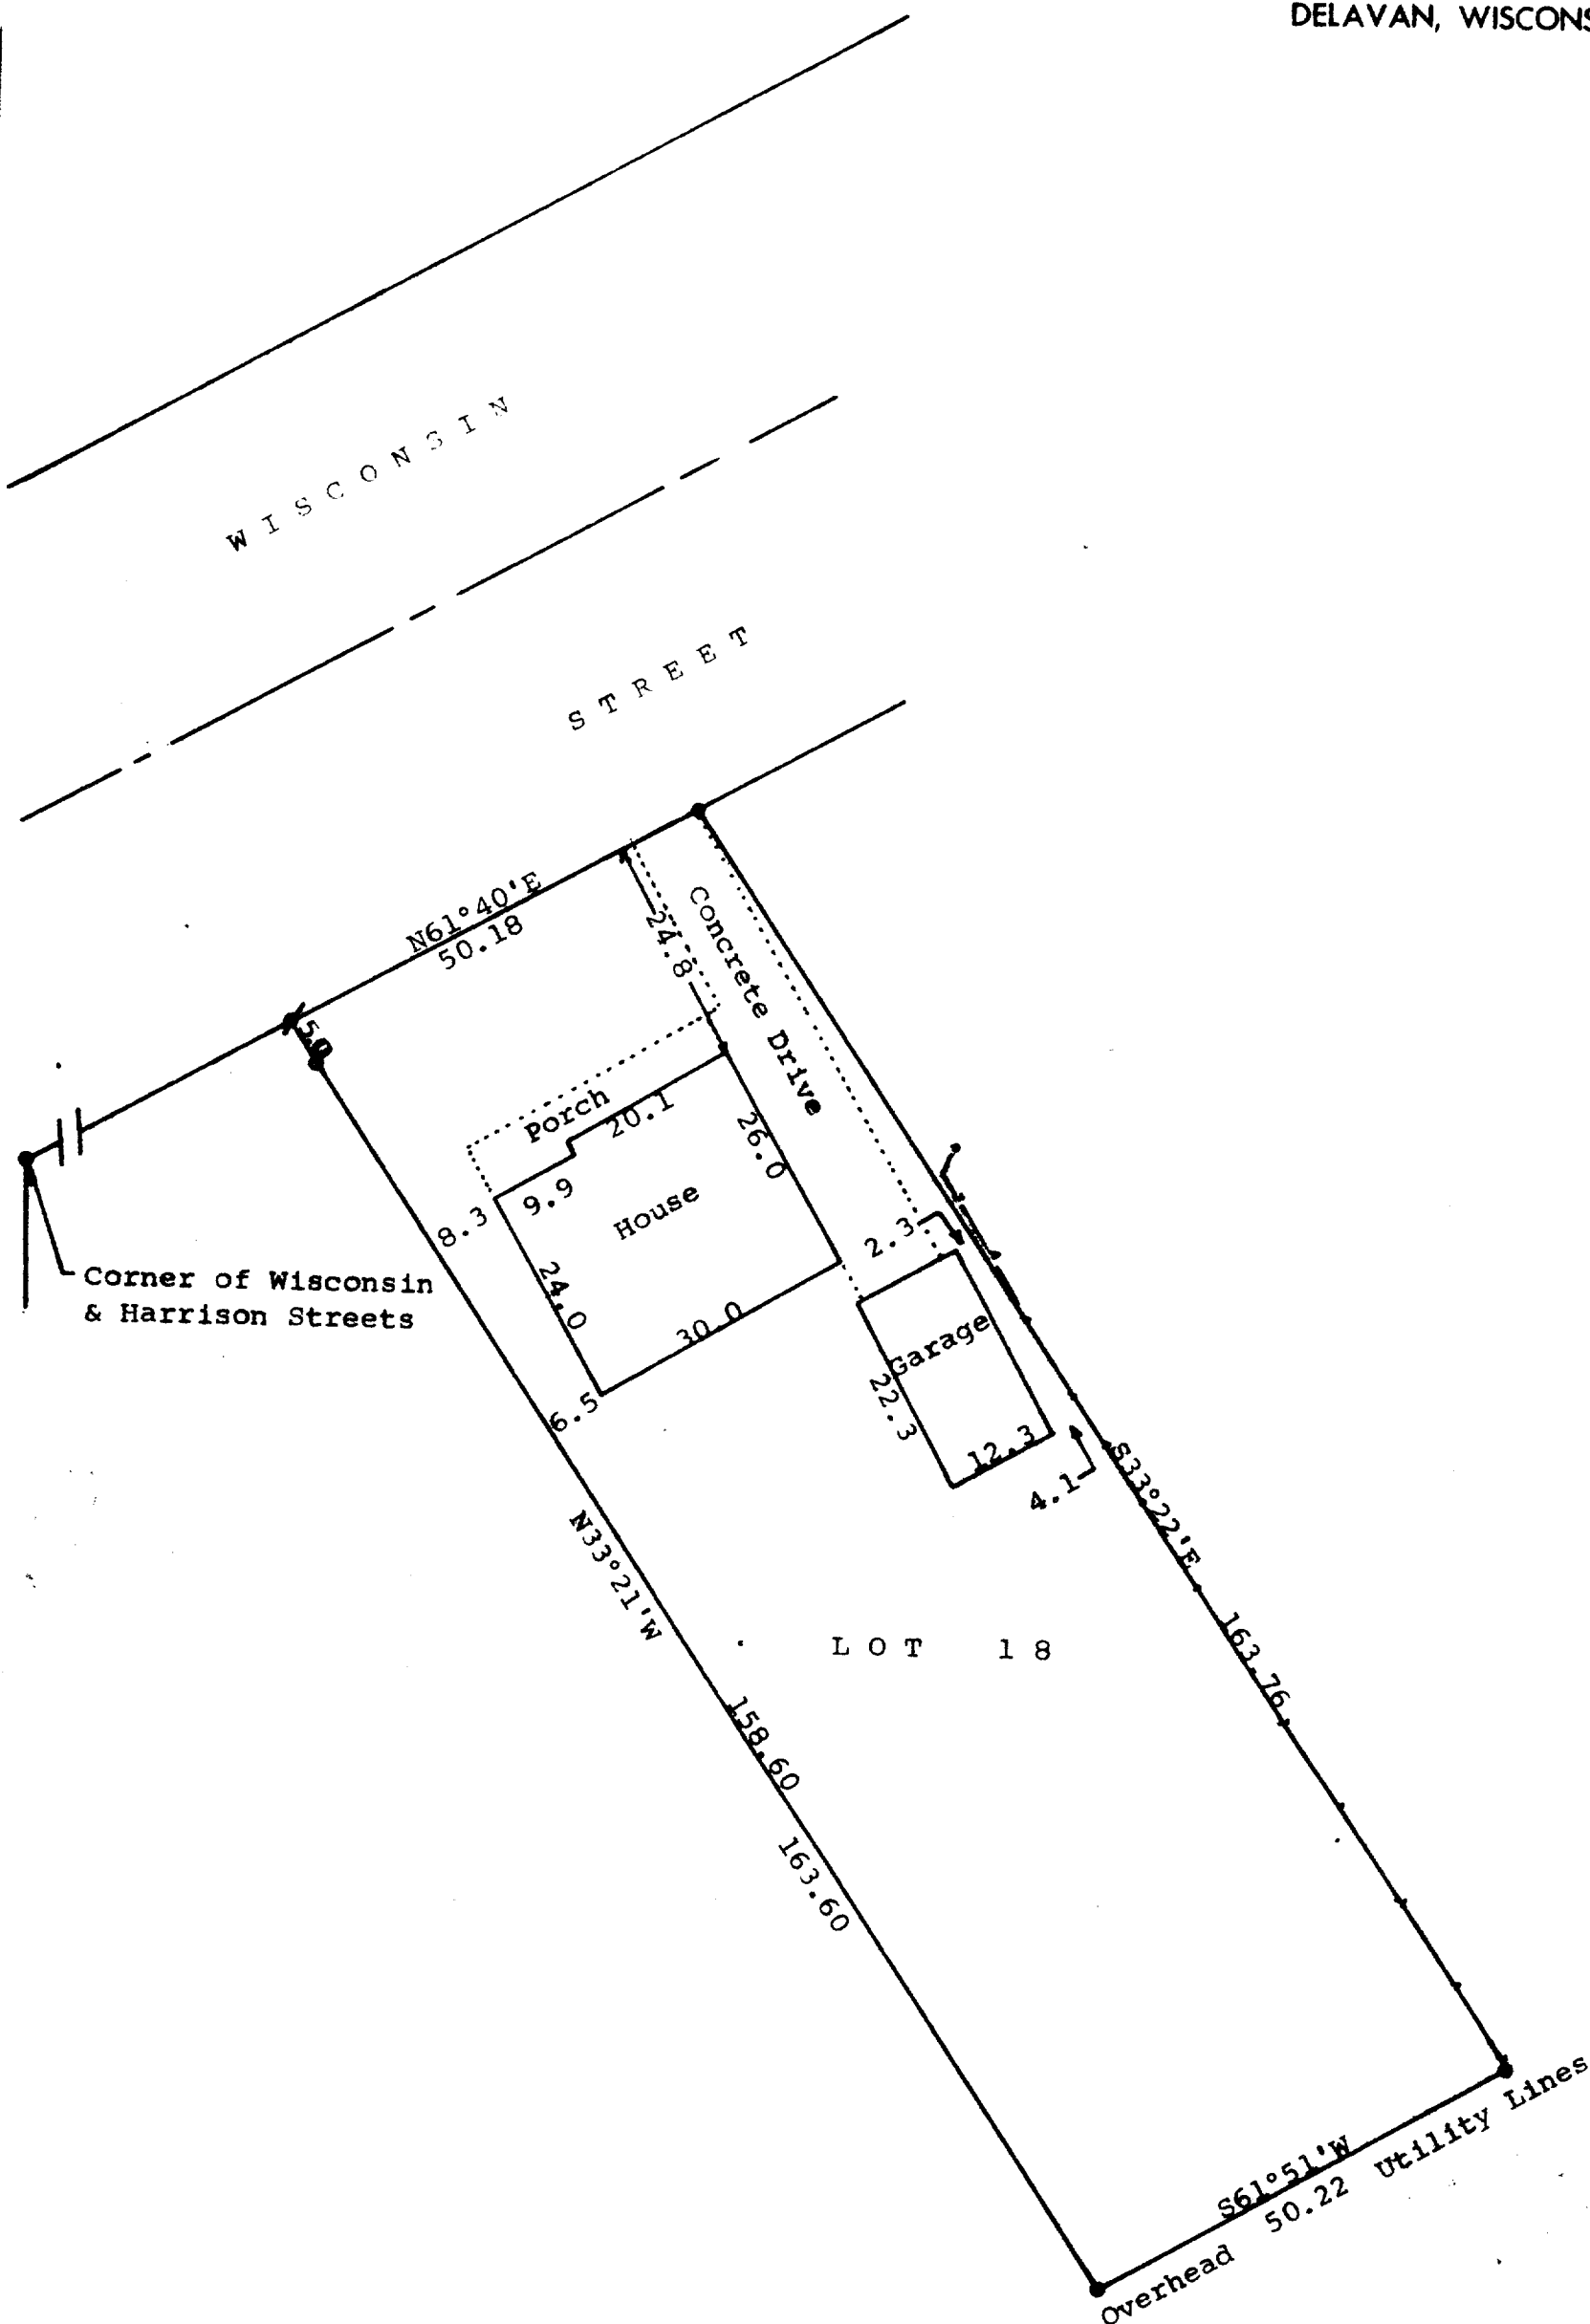 DELAVAN, WISCONS
WISCONSIN
STREET
N61°40'E
50.18
24.8
Concrete Drive
5.0
Porch
20.1
26.0
9.9
House
8.3
2.3
Corner of Wisconsin
& Harrison Streets
24.0
30.0
Garage
6.5
22.3
12.3
4.1
S33°22'E
163.76
N33°21'W
LOT 18
158.60
163.60
S61°51'W
Overhead 50.22 Utility Lines